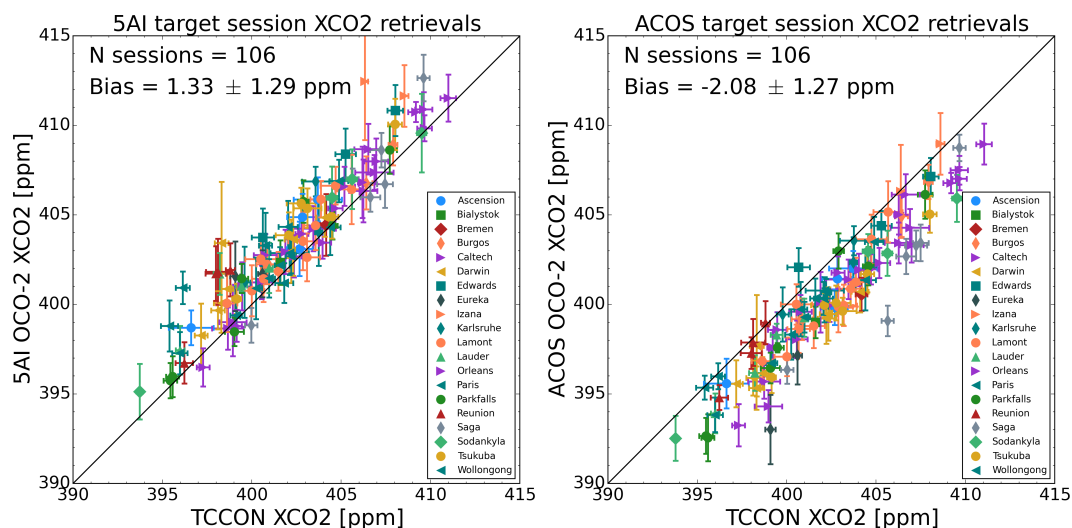 5AI target session XCO2 retrievals
N sessions = 106
Bias = 1.33 ± 1.29 ppm
5AI OCO-2 XCO2 [ppm]
415
410
405
400
395
390
Ascension
Bialystok
Bremen
Burgos
Caltech
Darwin
Edwards
Eureka
Izana
Karlsruhe
Lamont
Lauder
Orleans
Paris
Parkfalls
Reunion
Saga
Sodankyla
Tsukuba
Wollongong
390 395 400 405 410 415
TCCON XCO2 [ppm]
ACOS target session XCO2 retrievals
N sessions = 106
Bias = -2.08 ± 1.27 ppm
ACOS OCO-2 XCO2 [ppm]
415
410
405
400
395
390
Ascension
Bialystok
Bremen
Burgos
Caltech
Darwin
Edwards
Eureka
Izana
Karlsruhe
Lamont
Lauder
Orleans
Paris
Parkfalls
Reunion
Saga
Sodankyla
Tsukuba
Wollongong
390 395 400 405 410 415
TCCON XCO2 [ppm]